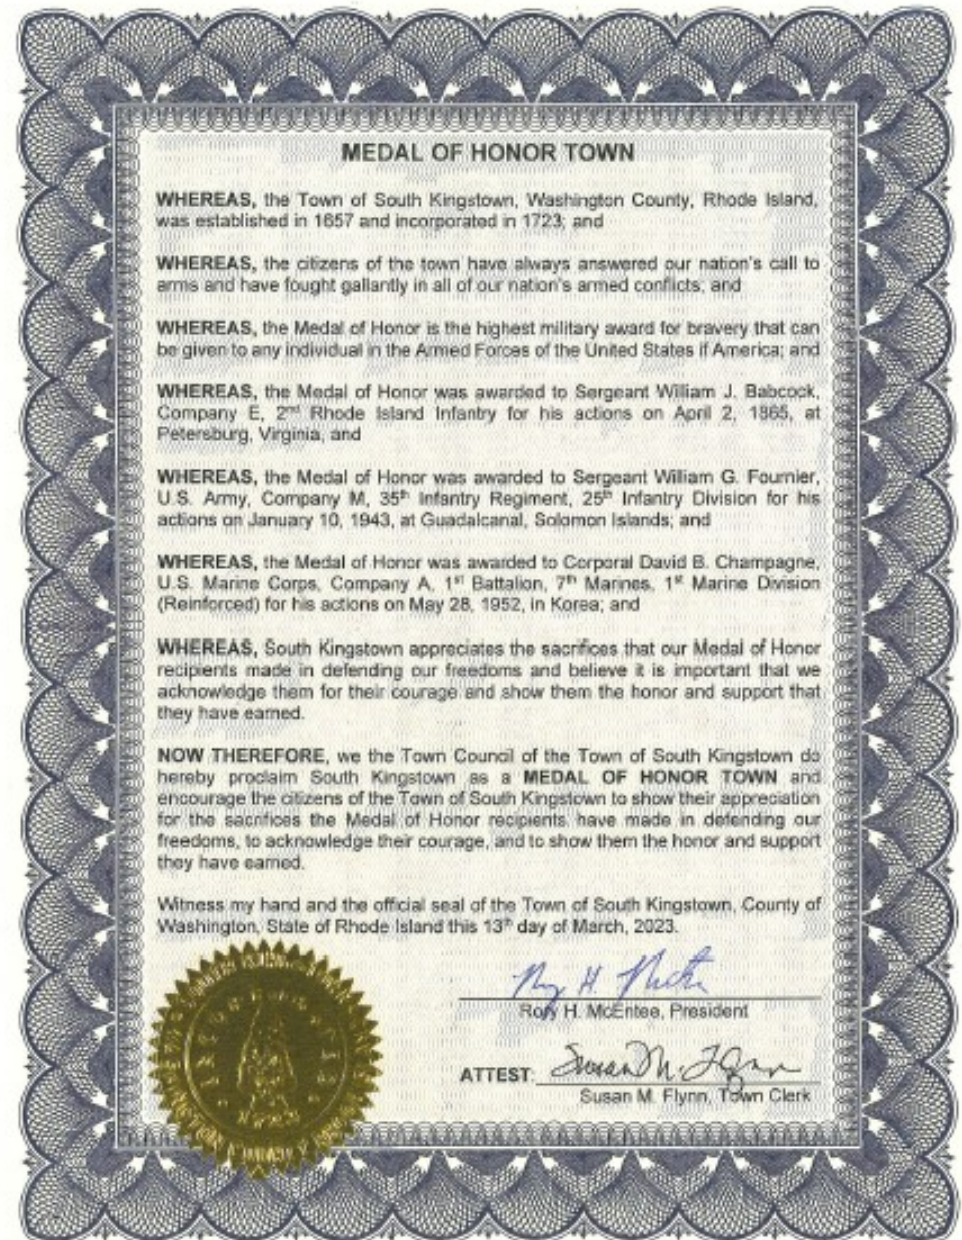 MEDAL OF HONOR TOWN
WHEREAS, the Town of South Kingstown, Washington County, Rhode Island,
was established in 1657 and incorporated in 1723; and
WHEREAS, the citizens of the town have always answered our nation's call to
arms and have fought gallantly in all of our nation's armed conflicts; and
WHEREAS, the Medal of Honor is the highest military award for bravery that can
be given to any individual in the Armed Forces of the United States if America; and
WHEREAS, the Medal of Honor was awarded to Sergeant William J. Babcock,
Company E, 2nd Rhode Island Infantry for his actions on April 2, 1865, at
Petersburg, Virginia; and
WHEREAS, the Medal of Honor was awarded to Sergeant William G. Fournier,
U.S. Army, Company M, 35th Infantry Regiment, 25th Infantry Division for his
actions on January 10, 1943, at Guadalcanal, Solomon Islands; and
WHEREAS, the Medal of Honor was awarded to Corporal David B. Champagne,
U.S. Marine Corps, Company A, 1st Battalion, 7th Marines, 1st Marine Division
(Reinforced) for his actions on May 28, 1952, in Korea; and
WHEREAS, South Kingstown appreciates the sacrifices that our Medal of Honor
recipients made in defending our freedoms and believe it is important that we
acknowledge them for their courage and show them the honor and support that
they have earned.
NOW THEREFORE, we the Town Council of the Town of South Kingstown do
hereby proclaim South Kingstown as a MEDAL OF HONOR TOWN and
encourage the citizens of the Town of South Kingstown to show their appreciation
for the sacrifices the Medal of Honor recipients have made in defending our
freedoms, to acknowledge their courage, and to show them the honor and support
they have earned.
Witness my hand and the official seal of the Town of South Kingstown, County of
Washington, State of Rhode Island this 13th day of March, 2023.
Rory H. McEntee, President
ATTEST: Susan M. Flynn
Susan M. Flynn, Town Clerk